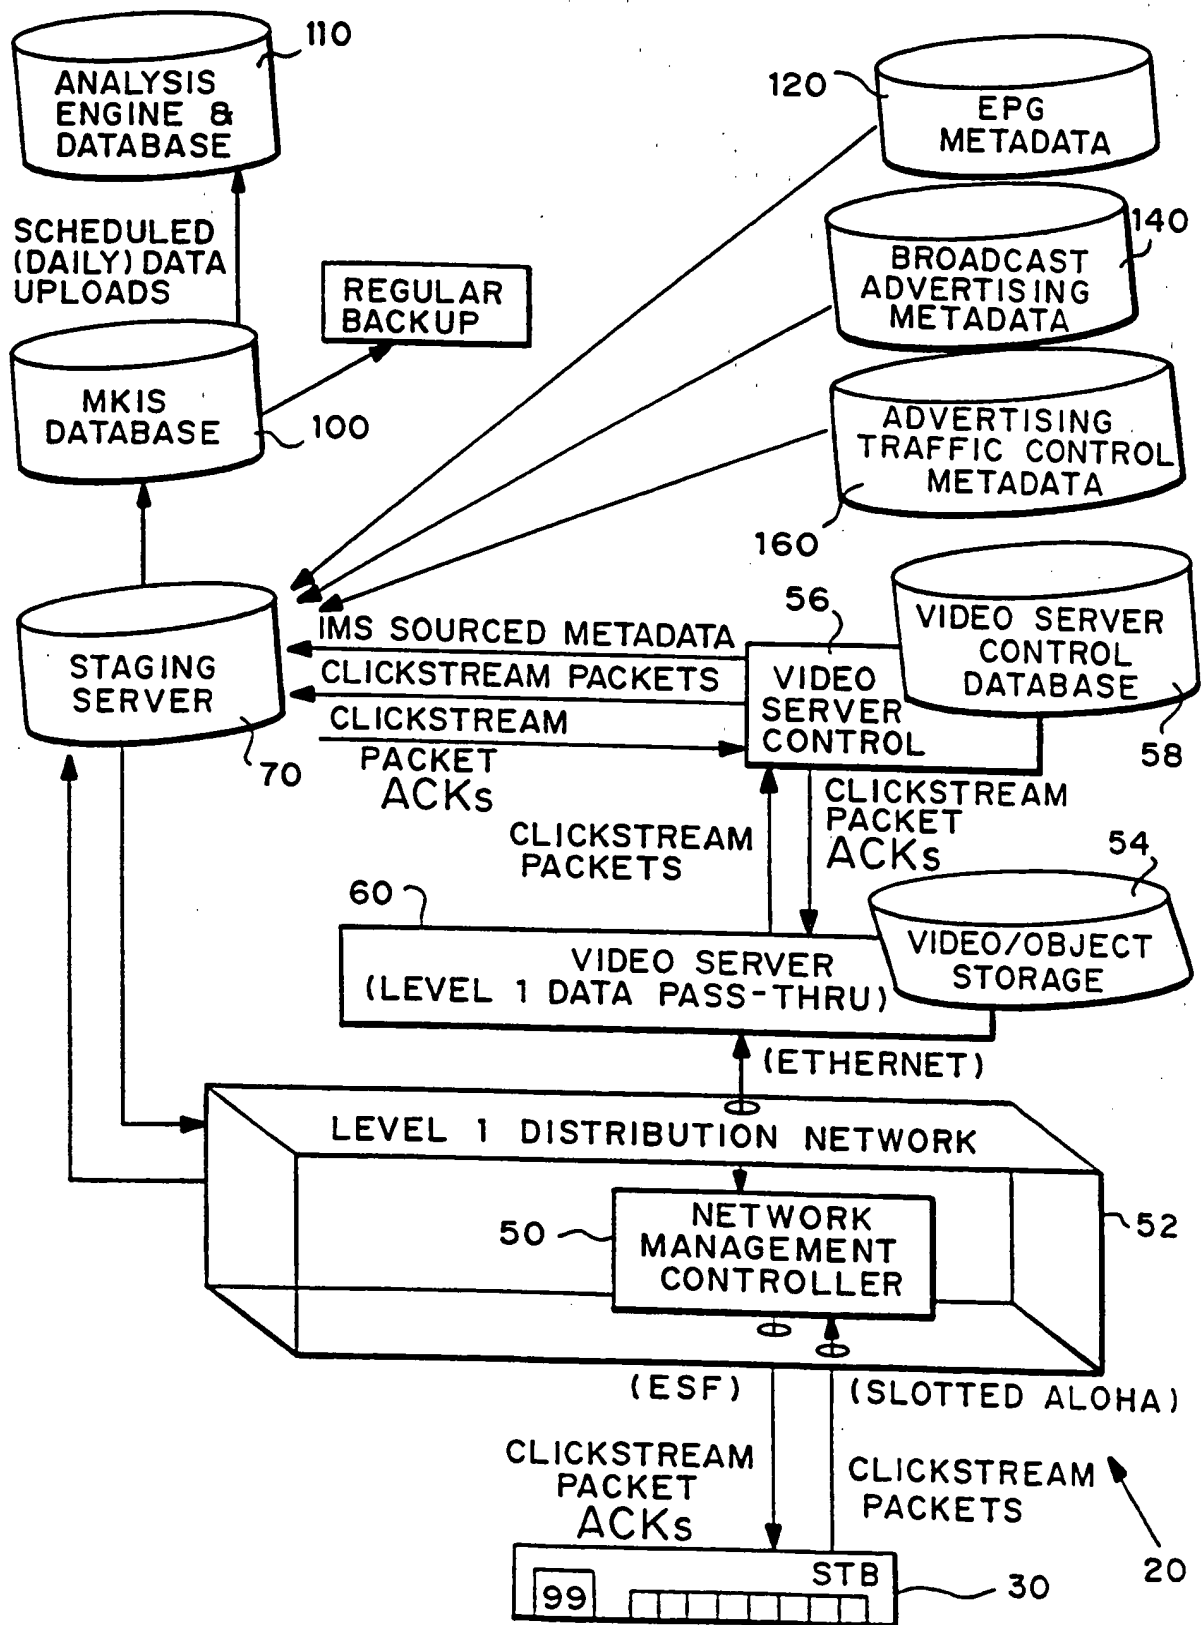 110
ANALYSIS
ENGINE &
DATABASE
120
EPG
METADATA
SCHEDULED
(DAILY) DATA
UPLOADS
REGULAR
BACKUP
140
BROADCAST
ADVERTISING
METADATA
MKIS
DATABASE
100
ADVERTISING
TRAFFIC CONTROL
METADATA
160
STAGING
SERVER
70
IMS SOURCED METADATA
CLICKSTREAM PACKETS
CLICKSTREAM
PACKET
ACKs
56
VIDEO
SERVER
CONTROL
VIDEO SERVER
CONTROL
DATABASE
58
CLICKSTREAM
PACKETS
CLICKSTREAM
PACKET
ACKs
54
VIDEO/OBJECT
STORAGE
60
VIDEO SERVER
(LEVEL 1 DATA PASS-THRU)
(ETHERNET)
LEVEL 1 DISTRIBUTION NETWORK
50
NETWORK
MANAGEMENT
CONTROLLER
52
(ESF)
(SLOTTED ALOHA)
CLICKSTREAM
PACKET
ACKs
CLICKSTREAM
PACKETS
20
STB
99
30